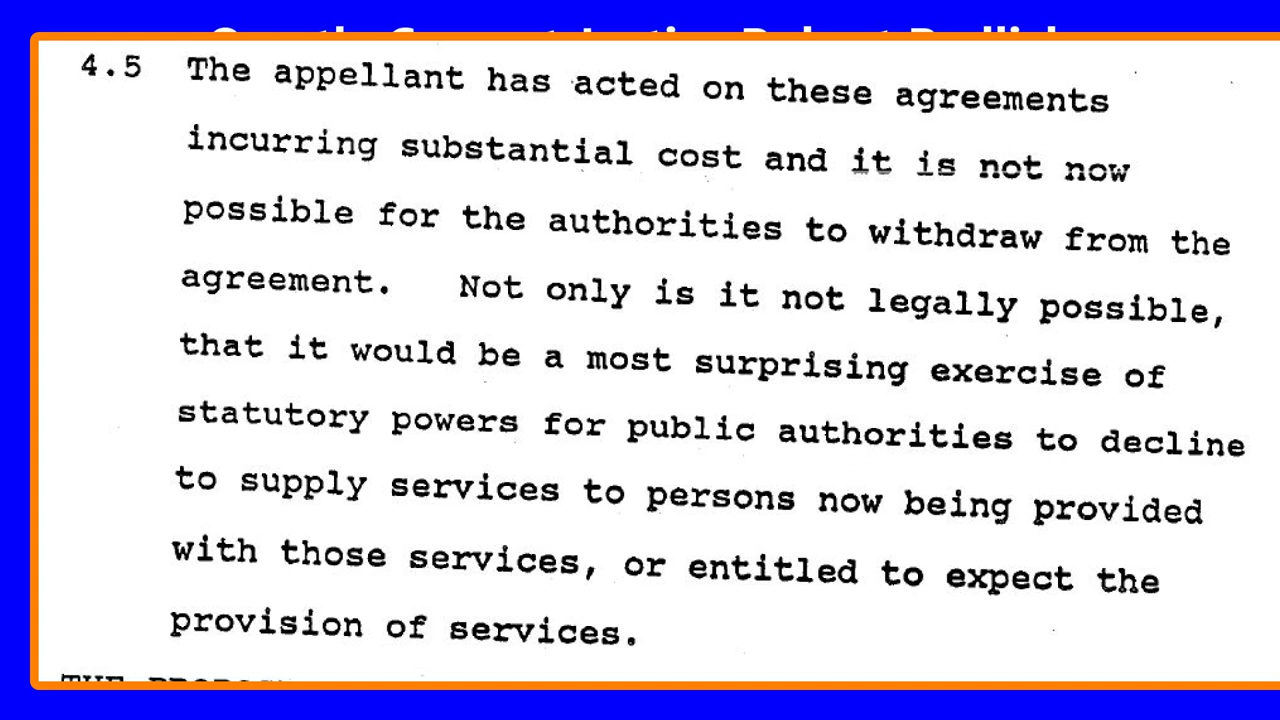 4.5 The appellant has acted on these agreements
incurring substantial cost and it is not now
possible for the authorities to withdraw from the
agreement. Not only is it not legally possible,
that it would be a most surprising exercise of
statutory powers for public authorities to decline
to supply services to persons now being provided
with those services, or entitled to expect the
provision of services.